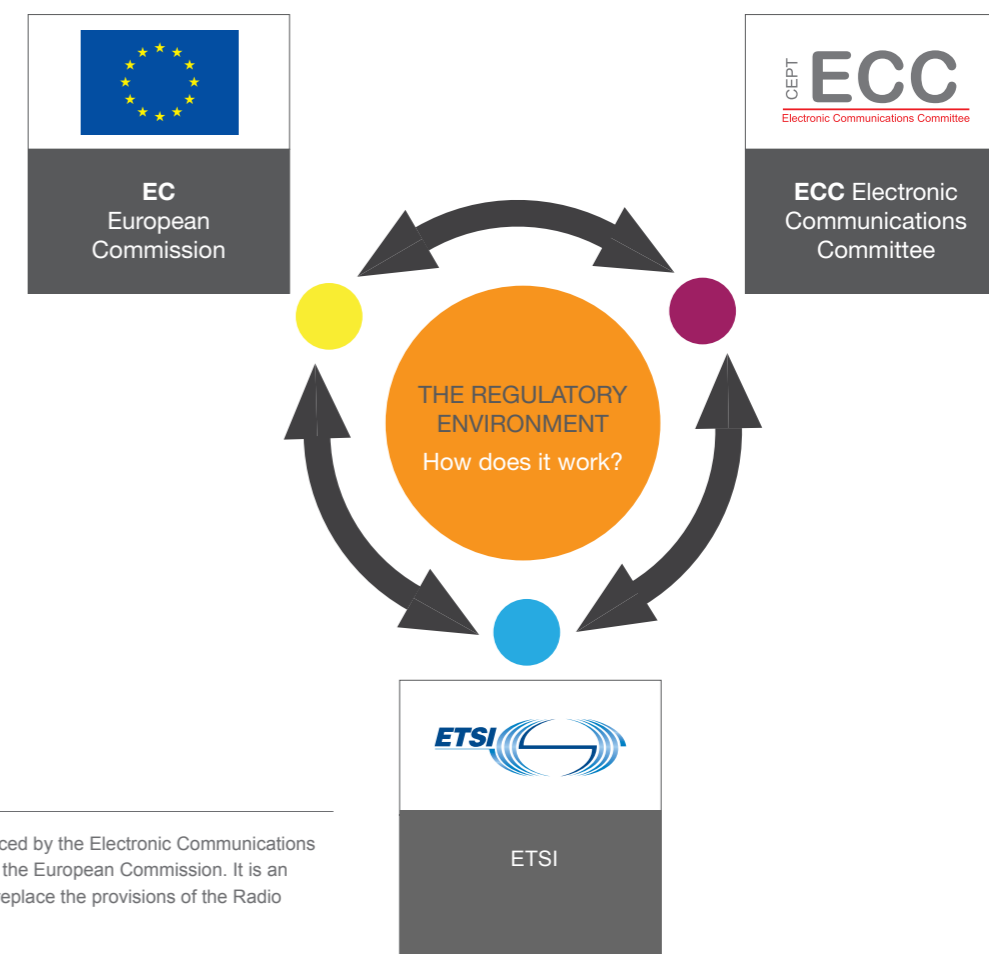 EC
European
Commission
CEPT
ECC
Electronic Communications Committee
ECC Electronic
Communications
Committee
THE REGULATORY
ENVIRONMENT
How does it work?
ETSI
ETSI
ced by the Electronic Communications
the European Commission. It is an
replace the provisions of the Radio